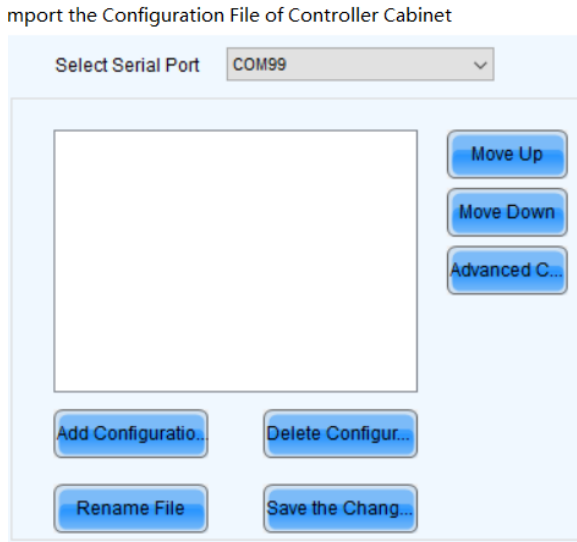 mport the Configuration File of Controller Cabinet
Select Serial Port COM99
Move Up
Move Down
Advanced C...
Add Configuratio... Delete Configur...
Rename File Save the Chang...